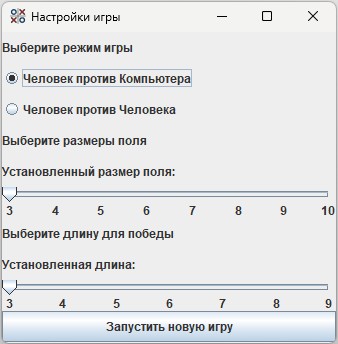 Настройки игры
Выберите режим игры
Человек против Компьютера
Человек против Человека
Выберите размеры поля
Установленный размер поля:
3 4 5 6 7 8 9 10
Выберите длину для победы
Установленная длина:
3 4 5 6 7 8 9
Запустить новую игру